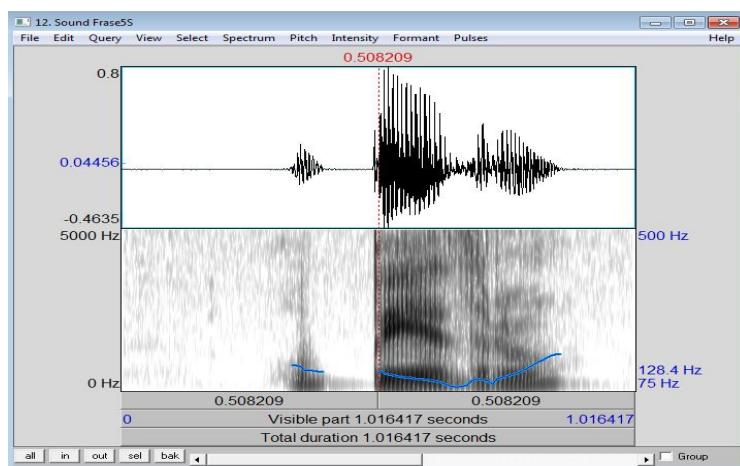 12. Sound Frase5S
File Edit Query View Select Spectrum Pitch Intensity Formant Pulses Help
0.508209
0.8
0.04456
-0.4635
5000 Hz 500 Hz
128.4 Hz
0 Hz 75 Hz
0.508209 0.508209
0 Visible part 1.016417 seconds 1.016417
Total duration 1.016417 seconds
all in out sel bak Group